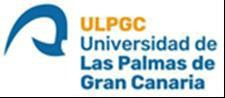 ULPGC
Universidad de
Las Palmas de
Gran Canaria